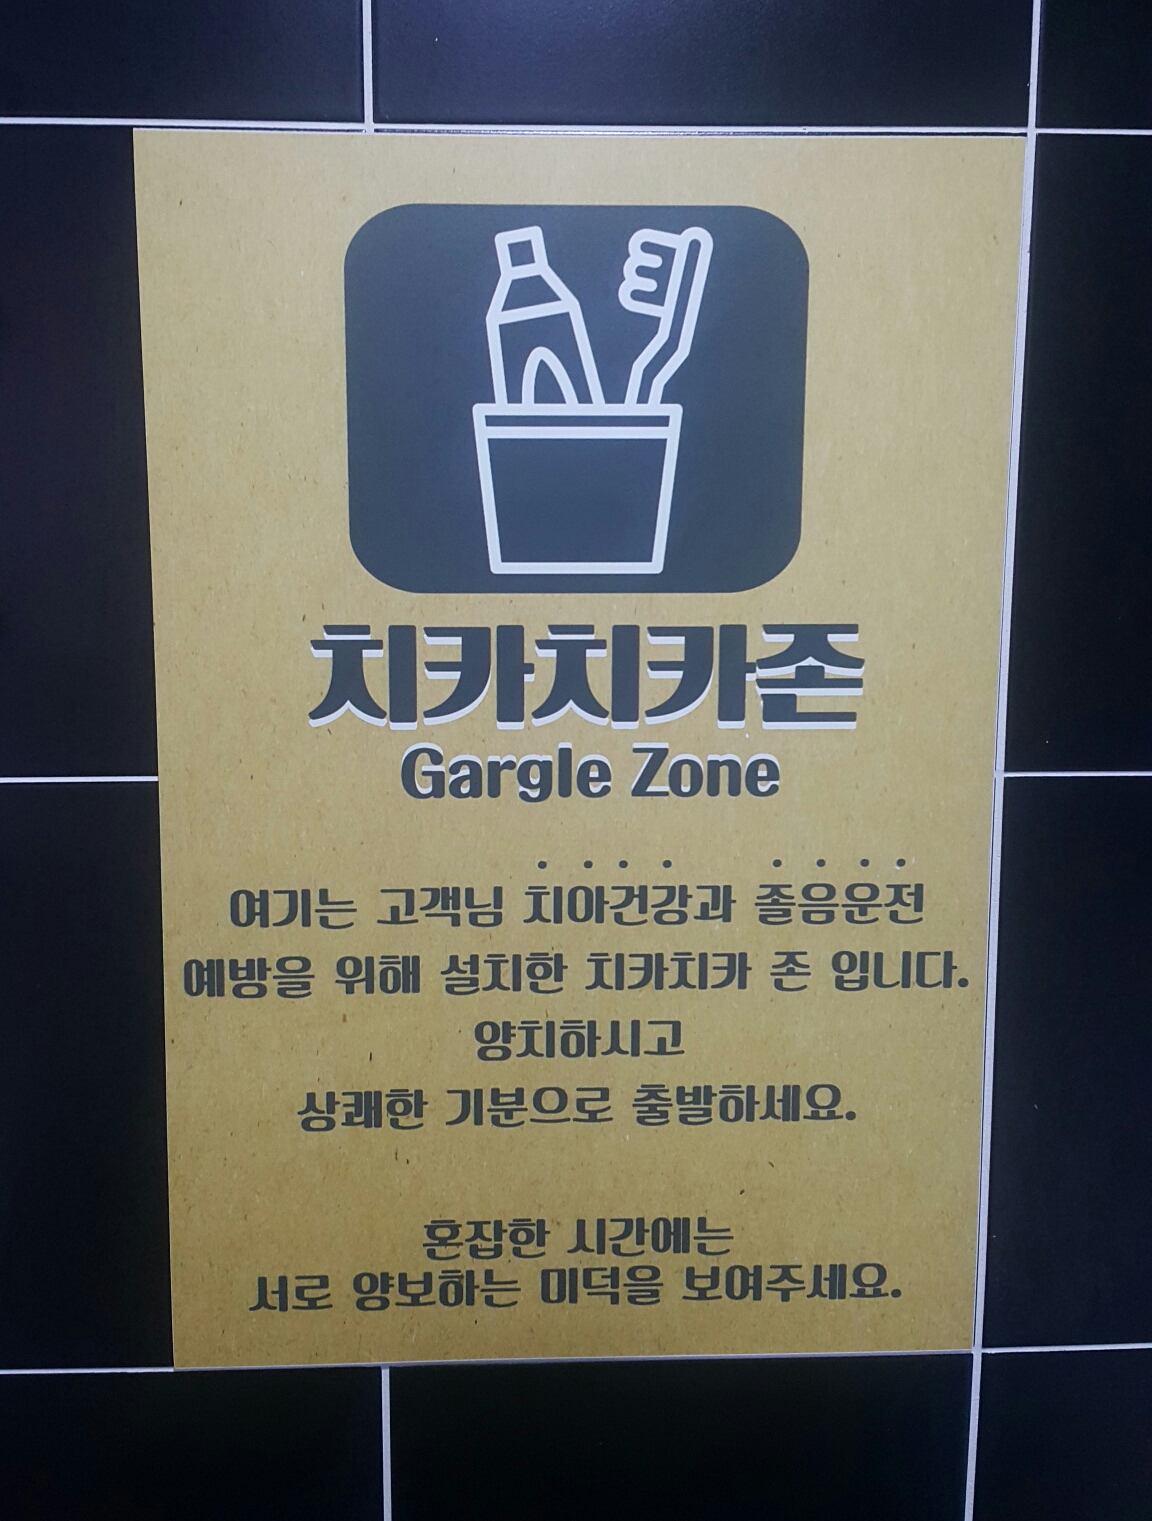 치카치카존
Gargle Zone
여기는 고객님 치아건강과 졸음운전
예방을 위해 설치한 치카치카 존 입니다.
양치하시고
상쾌한 기분으로 출발하세요.
혼잡한 시간에는
서로 양보하는 미덕을 보여주세요.